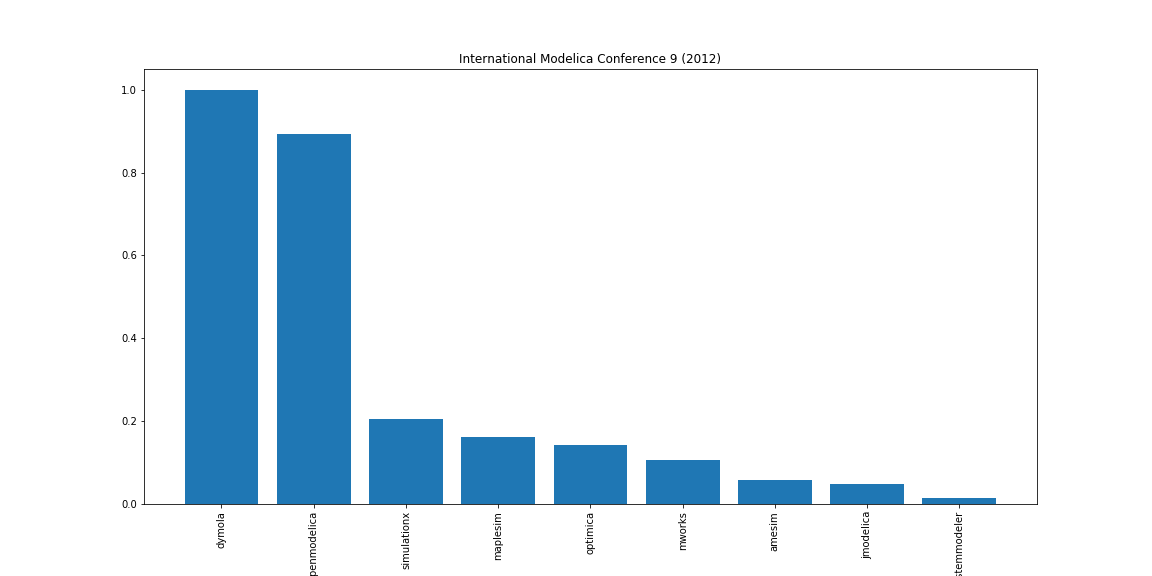 International Modelica Conference 9 (2012)
1.0
0.8
0.6
0.4
0.2
0.0
dymola
penmodelica
simulationx
maplesim
optimica
mworks
amesim
jmodelica
stemmodeler